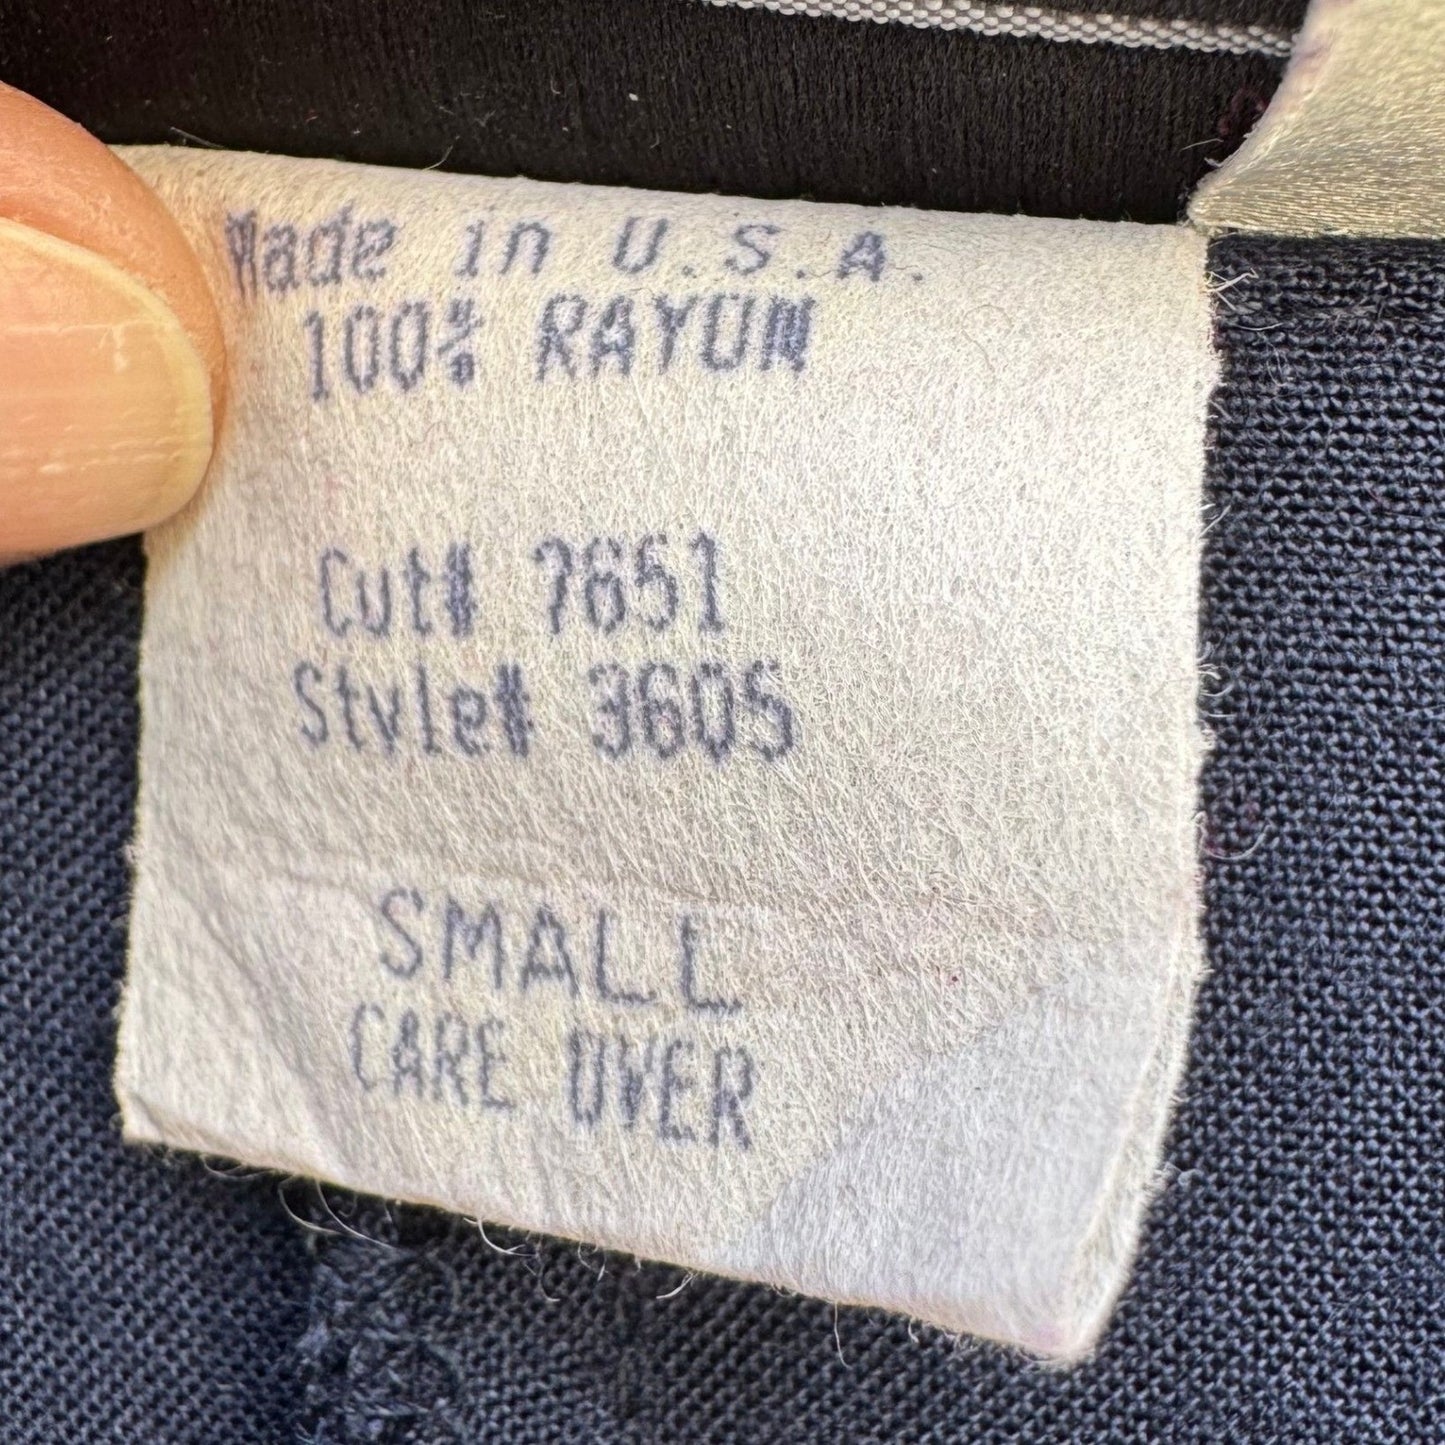 Made in U.S.A.
100% RAYON
Cut# 7651
Style# 3605
SMALL
CARE OVER